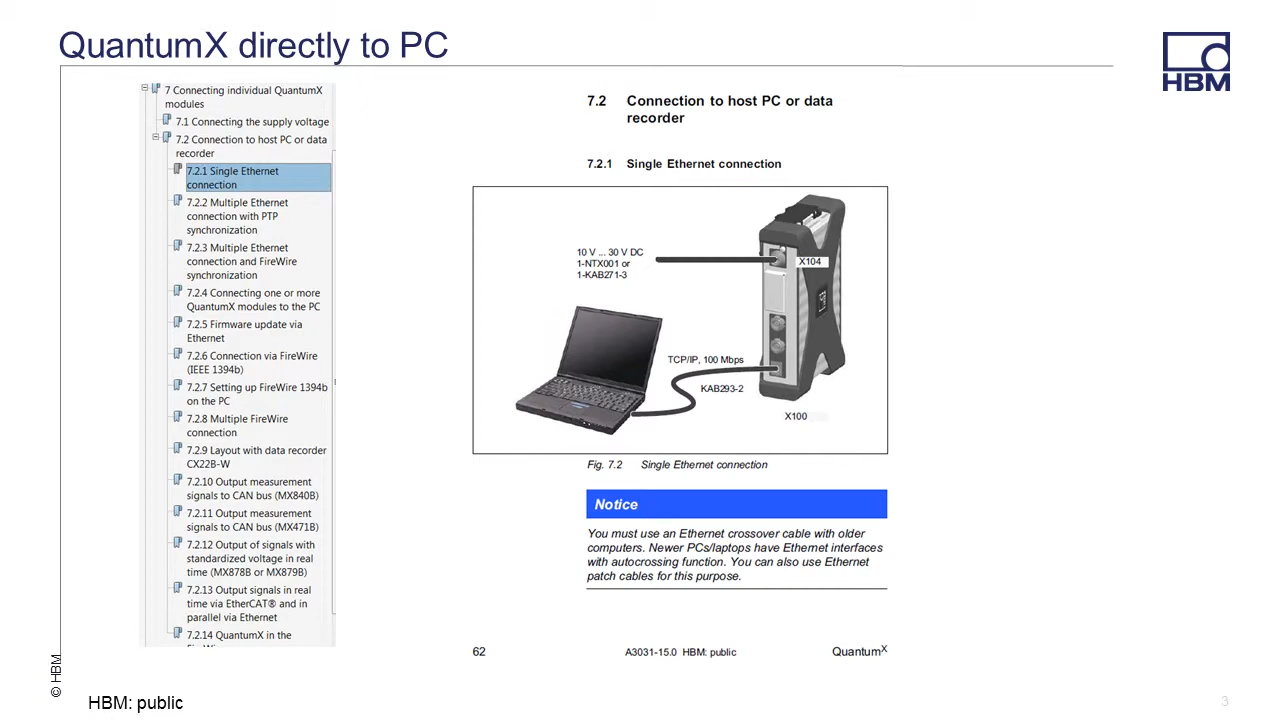 QuantumX directly to PC
HBM
7 Connecting individual QuantumX
modules
7.1 Connecting the supply voltage
7.2 Connection to host PC or data
recorder
7.2.1 Single Ethernet
connection
7.2.2 Multiple Ethernet
connection with PTP
synchronization
7.2.3 Multiple Ethernet
connection and FireWire
synchronization
7.2.4 Connecting one or more
QuantumX modules to the PC
7.2.5 Firmware update via
Ethernet
7.2.6 Connection via FireWire
(IEEE 1394b)
7.2.7 Setting up FireWire 1394b
on the PC
7.2.8 Multiple FireWire
connection
7.2.9 Layout with data recorder
CX22B-W
7.2.10 Output measurement
signals to CAN bus (MX840B)
7.2.11 Output measurement
signals to CAN bus (MX471B)
7.2.12 Output of signals with
standardized voltage in real
time (MX878B or MX879B)
7.2.13 Output signals in real
time via EtherCAT® and in
parallel via Ethernet
7.2.14 QuantumX in the
7.2 Connection to host PC or data
recorder
7.2.1 Single Ethernet connection
10 V ... 30 V DC
1-NTX001 or
1-KAB271-3
X104
TCP/IP, 100 Mbps
KAB293-2
X100
Fig. 7.2 Single Ethernet connection
Notice
You must use an Ethernet crossover cable with older
computers. Newer PCs/laptops have Ethernet interfaces
with autocrossing function. You can also use Ethernet
patch cables for this purpose.
62 A3031-15.0 HBM: public QuantumX
© HBM
HBM: public
3